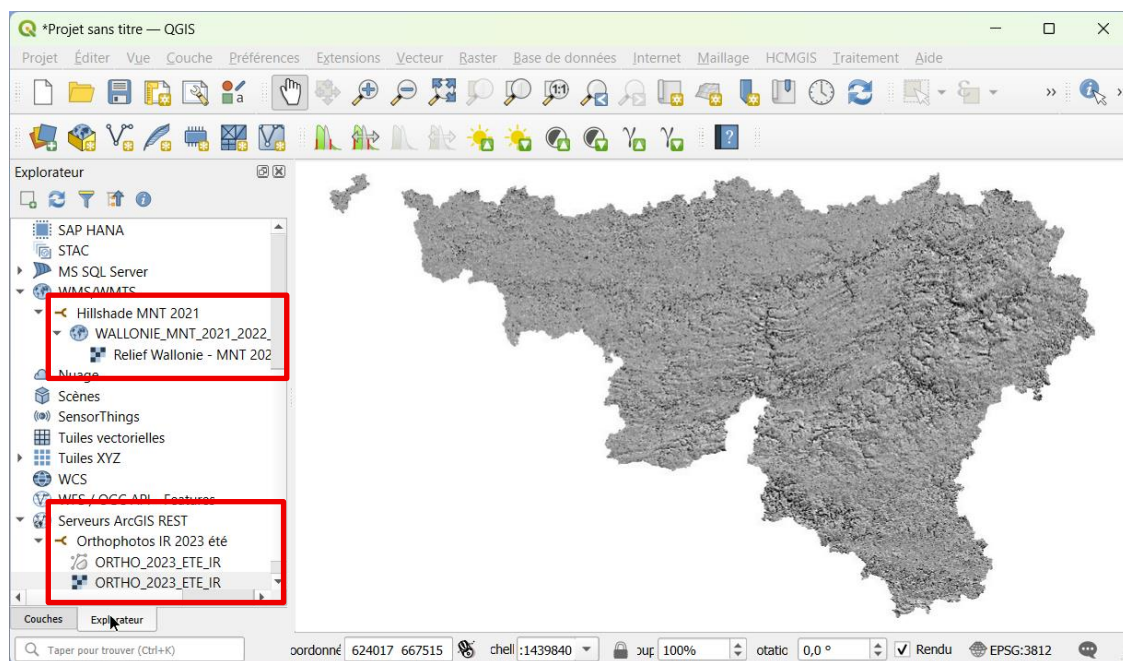 *Projet sans titre — QGIS
Projet Éditer Vue Couche Préférences Extensions Vecteur Raster Base de données Internet Maillage HCMGIS Traitement Aide
Explorateur
SAP HANA
STAC
MS SQL Server
WMS/WMTS
Hillshade MNT 2021
WALLONIE_MNT_2021_2022_
Relief Wallonie - MNT 202
Nuage
Scènes
SensorThings
Tuiles vectorielles
Tuiles XYZ
WCS
WFS / OGC API - Features
Serveurs ArcGIS REST
Orthophotos IR 2023 été
ORTHO_2023_ETE_IR
ORTHO_2023_ETE_IR
Couches Explorateur
Taper pour trouver (Ctrl+K) oordonné 624017 667515 chell :1439840 oup 100% otatic 0,0 ° Rendu EPSG:3812